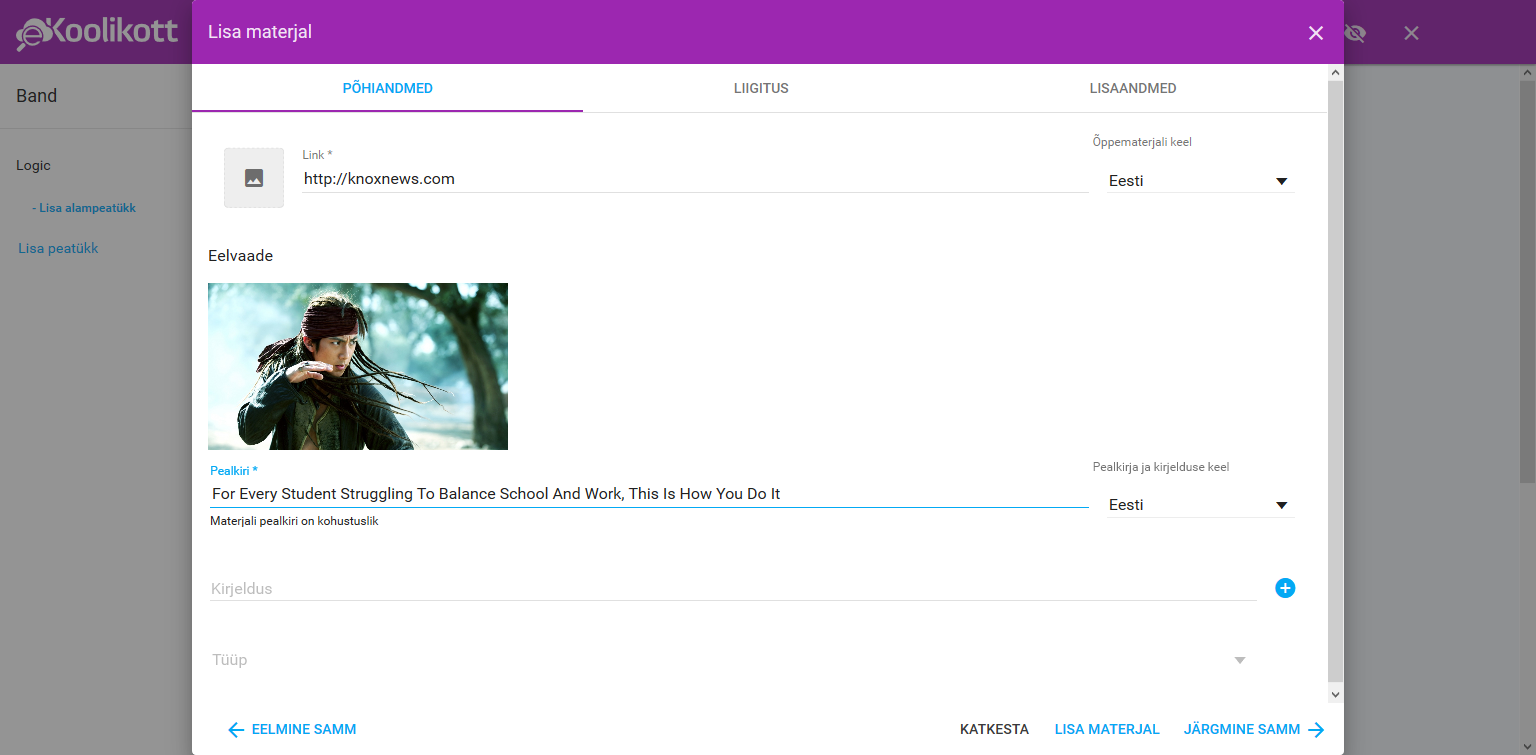 eKoolikott
Lisa materjal
Band
Logic
- Lisa alampeatükk
Lisa peatükk
PÕHIANDMED
LIIGITUS
LISAANDMED
Link *
http://knoxnews.com
Õppematerjali keel
Eesti
Eelvaade
Pealkiri *
For Every Student Struggling To Balance School And Work, This Is How You Do It
Materjali pealkiri on kohustuslik
Pealkirja ja kirjelduse keel
Eesti
Kirjeldus
Tüüp
EELMINE SAMM
KATKESTA
LISA MATERJAL
JÄRGMINE SAMM